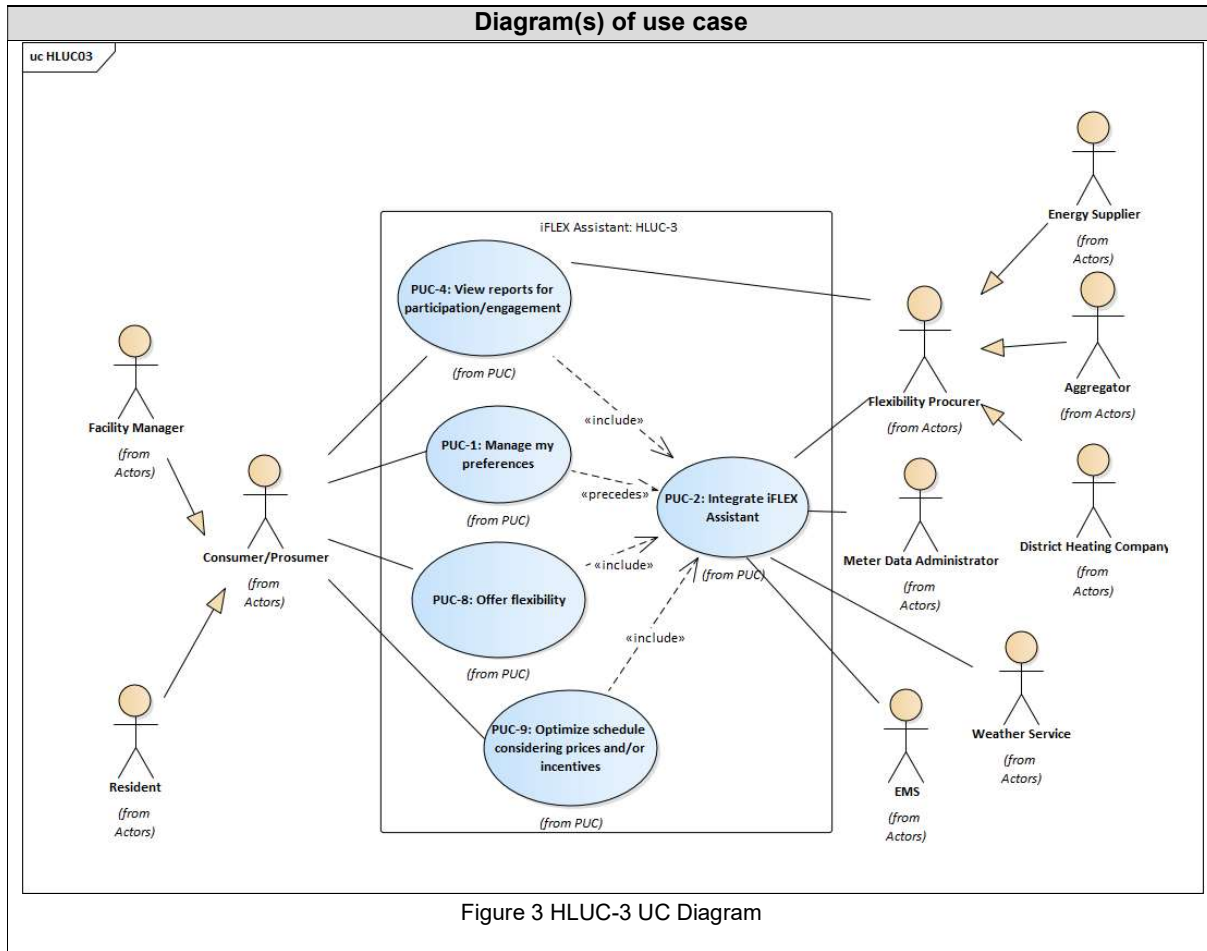 Diagram(s) of use case
uc HLUC03
iFLEX Assistant: HLUC-3
PUC-4: View reports for
participation/engagement
(from PUC)
«include»
PUC-1: Manage my
preferences
(from PUC)
«precedes»
PUC-2: Integrate iFLEX
Assistant
(from PUC)
PUC-8: Offer flexibility
(from PUC)
«include»
«include»
PUC-9: Optimize schedule
considering prices and/or
incentives
(from PUC)
Facility Manager
(from
Actors)
Consumer/Prosumer
(from
Actors)
Resident
(from
Actors)
Energy Supplier
(from
Actors)
Aggregator
(from Actors)
Flexibility Procurer
(from Actors)
District Heating Company
(from
Actors)
Meter Data Administrator
(from
Actors)
Weather Service
(from
Actors)
EMS
(from
Actors)
Figure 3 HLUC-3 UC Diagram